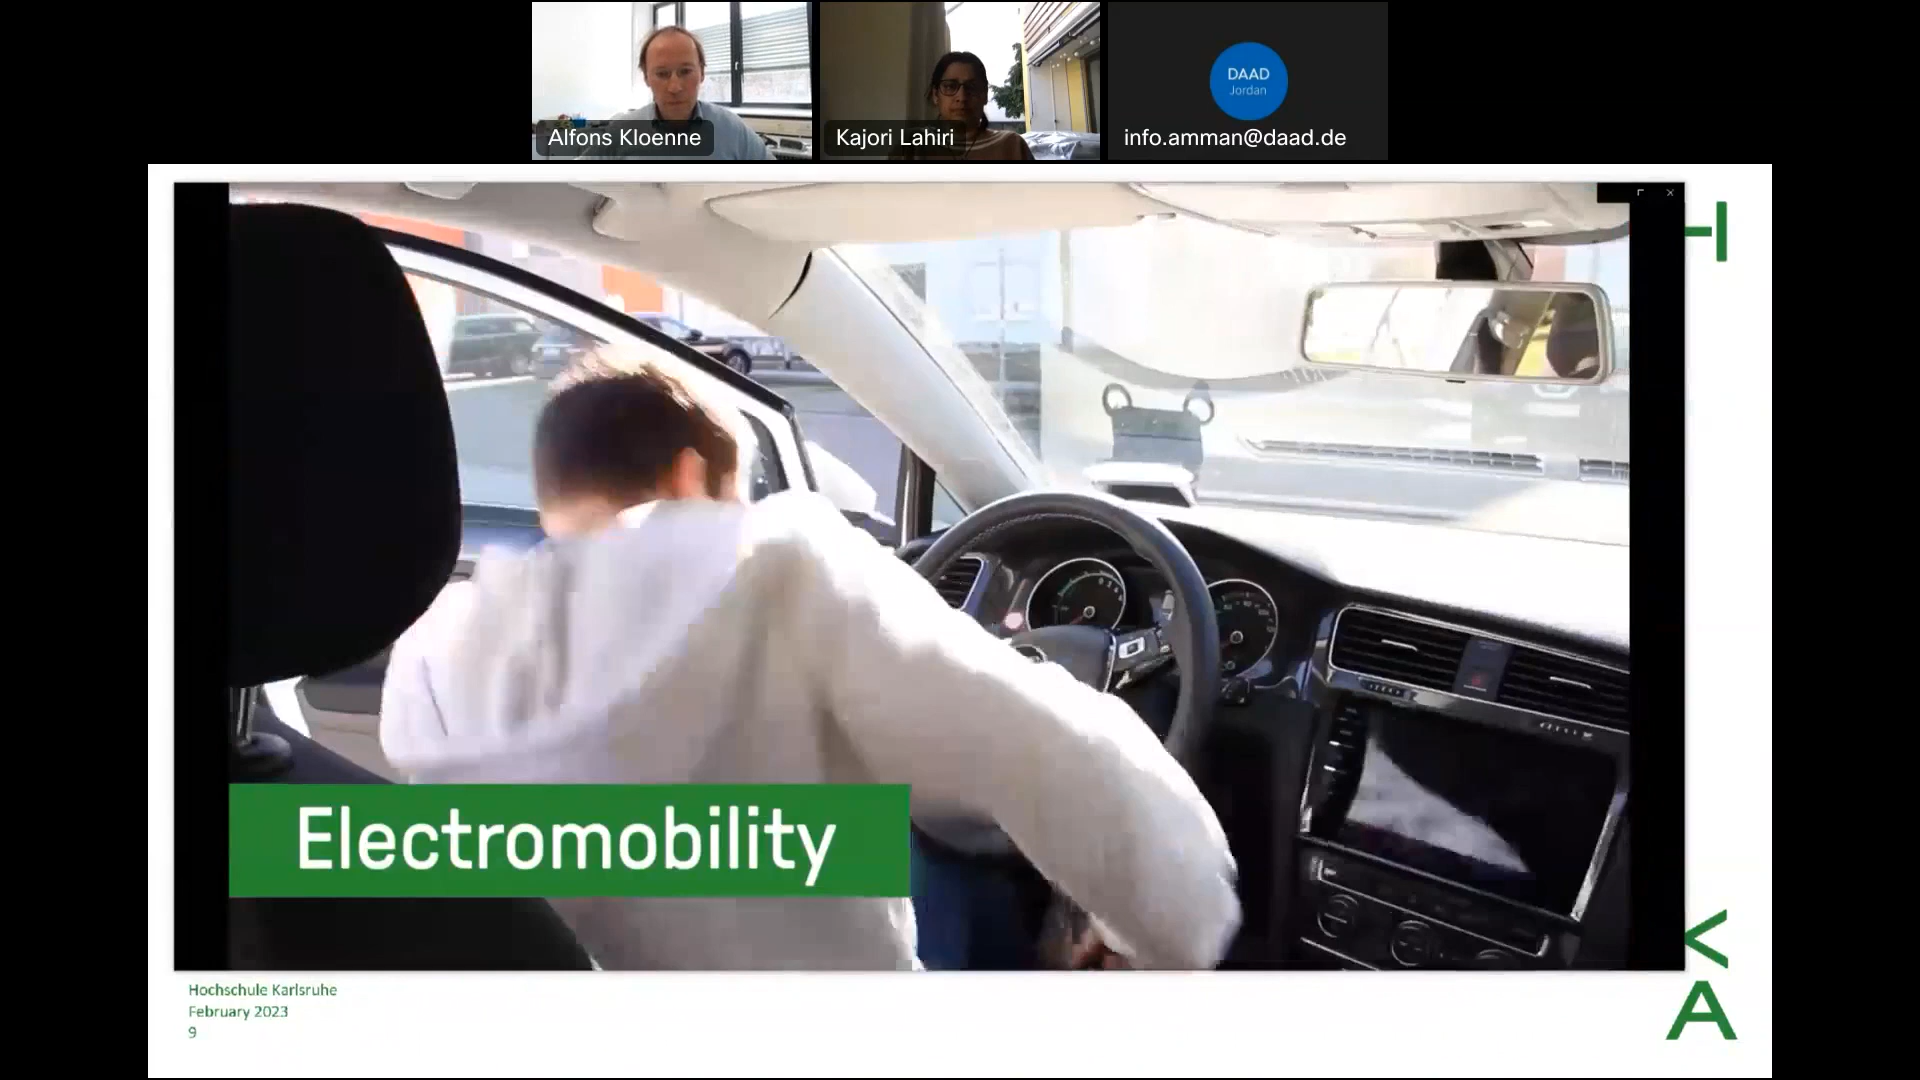 DAAD
Jordan
Alfons Kloenne
Kajori Lahiri
info.amman@daad.de
H
Electromobility
K
A
Hochschule Karlsruhe
February 2023
9